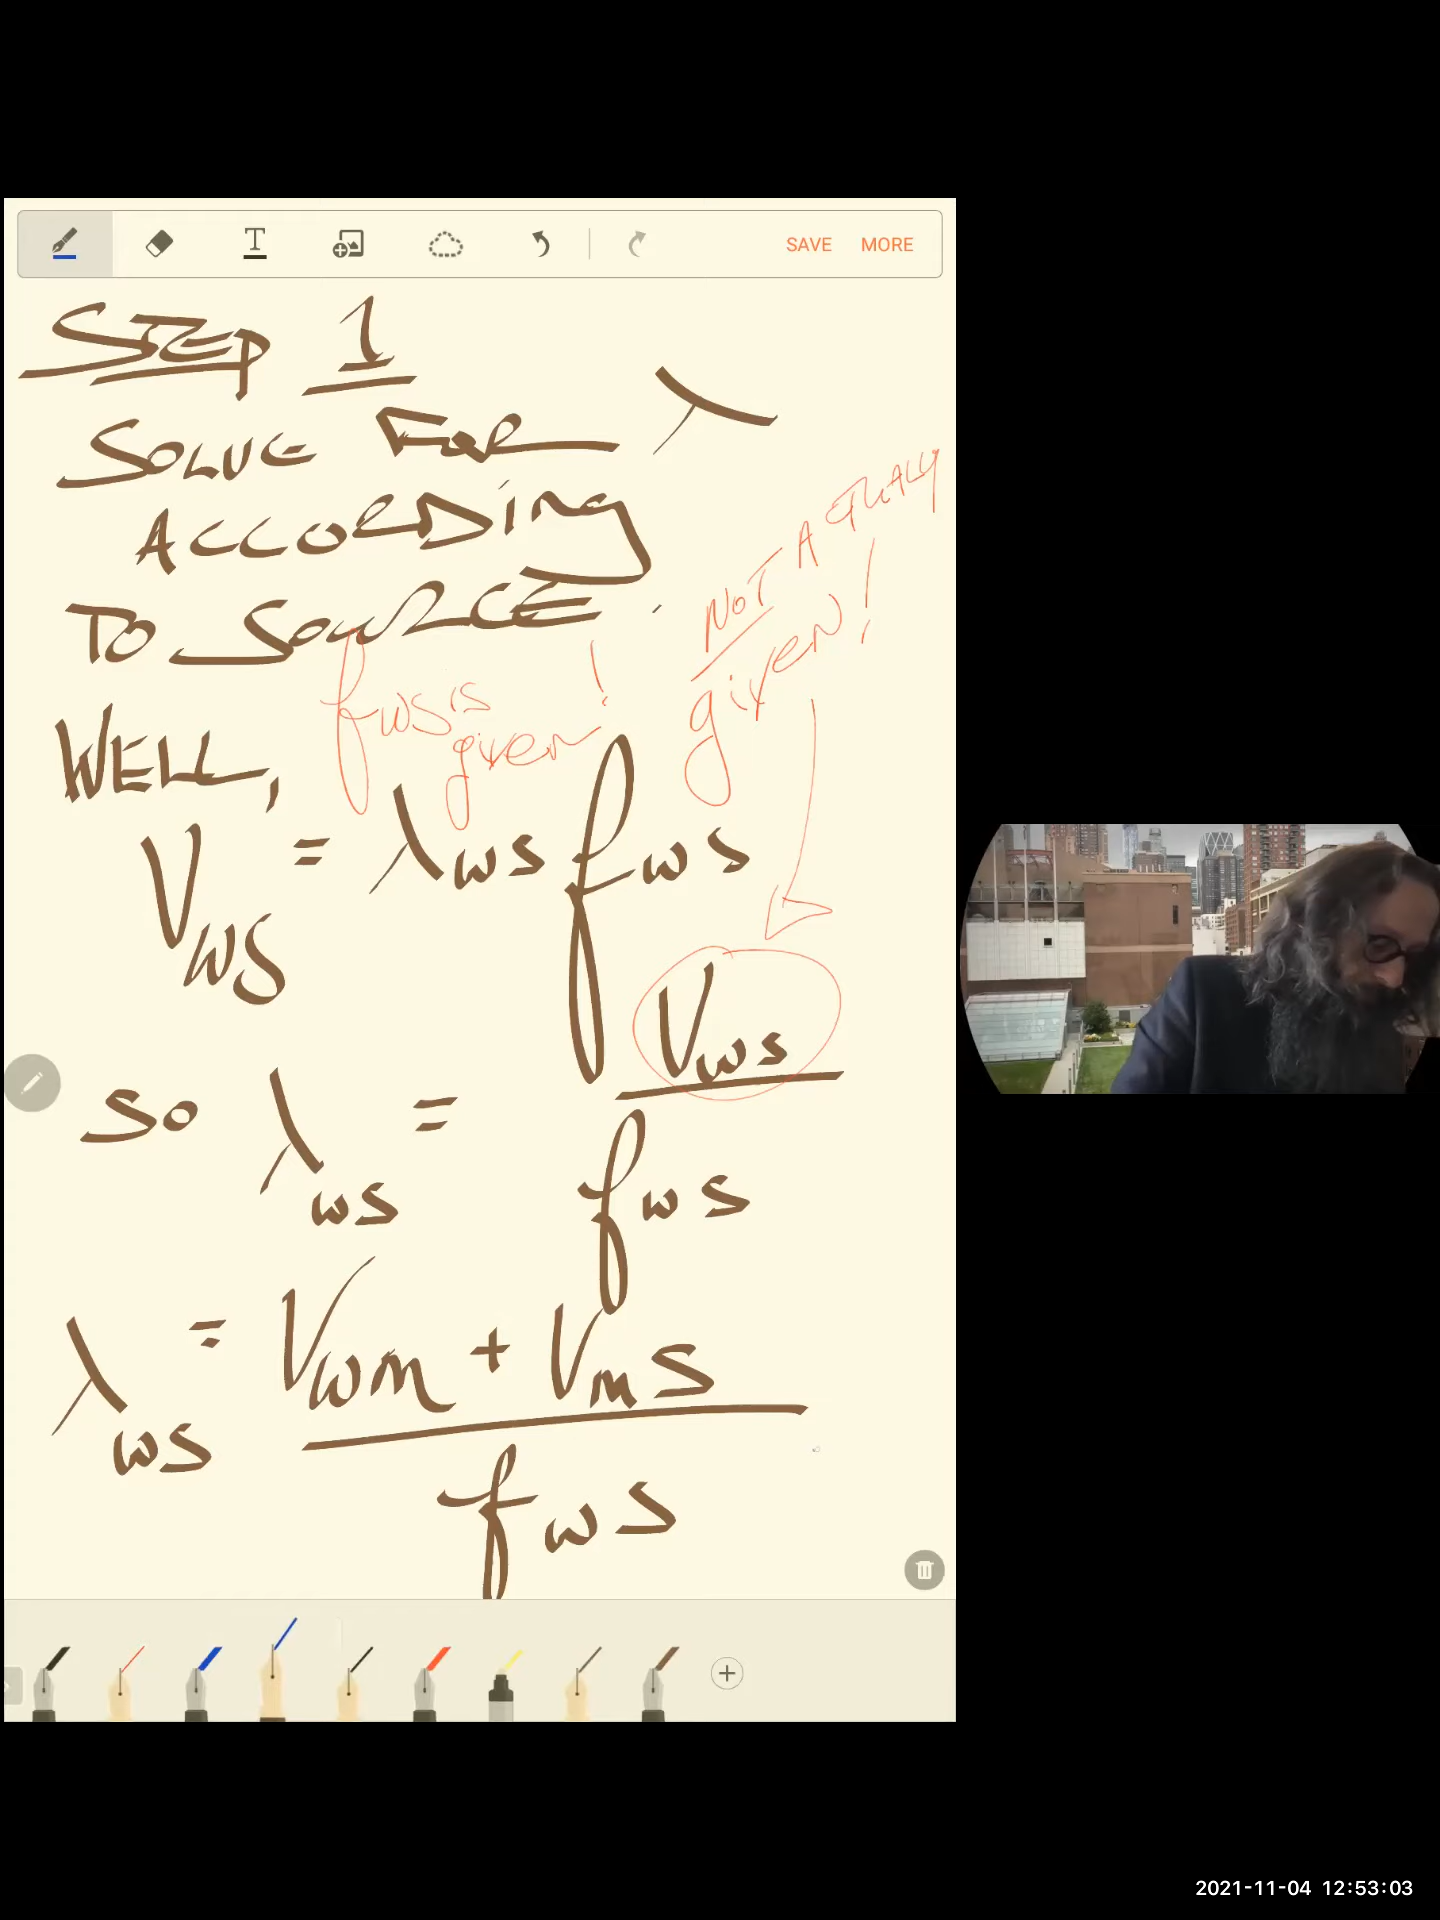 SAVE MORE
STEP 1
SOLVE FOR λ
ACCORDING
TO SOURCE.
NOT ACTUALLY
given!
fws is
given!
WELL,
Vws = λws fws
so λws = Vws / fws
λws = Vwm + Vms / fws
2021-11-04 12:53:03